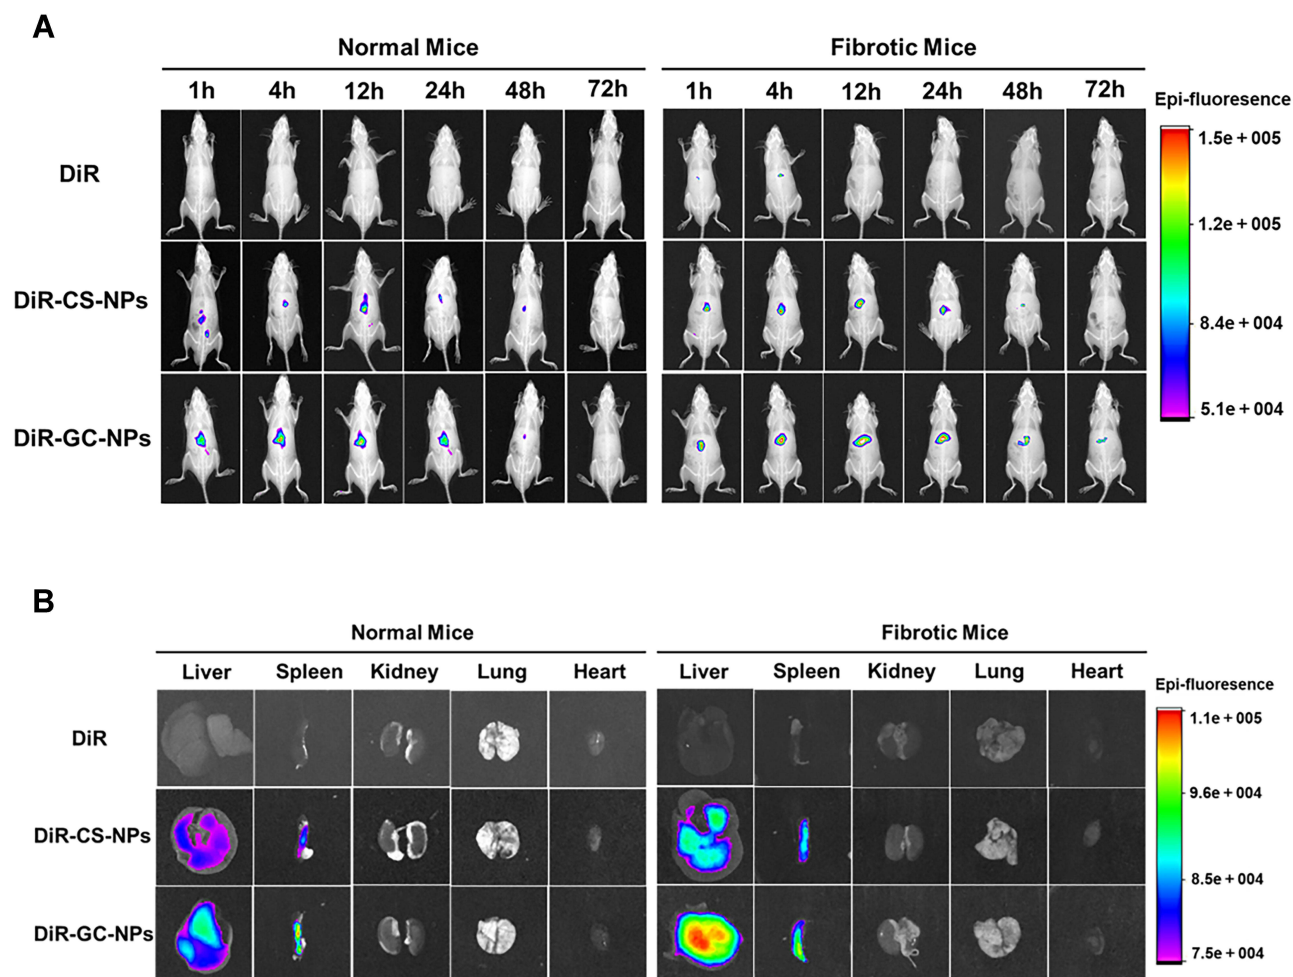 A
Normal Mice
Fibrotic Mice
1h 4h 12h 24h 48h 72h
1h 4h 12h 24h 48h 72h
Epi-fluoresence
1.5e + 005
1.2e + 005
8.4e + 004
5.1e + 004
DiR
DiR-CS-NPs
DiR-GC-NPs
B
Normal Mice
Fibrotic Mice
Liver Spleen Kidney Lung Heart
Liver Spleen Kidney Lung Heart
Epi-fluoresence
1.1e + 005
9.6e + 004
8.5e + 004
7.5e + 004
DiR
DiR-CS-NPs
DiR-GC-NPs